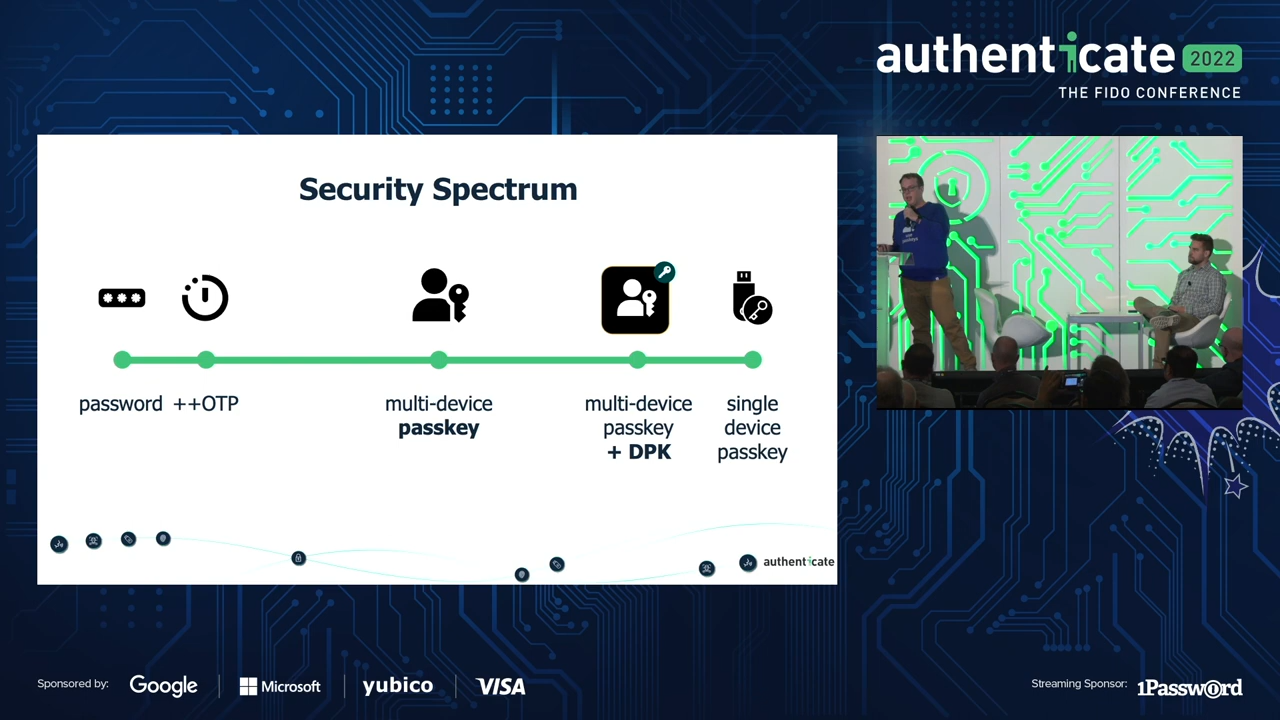 authenticate 2022
THE FIDO CONFERENCE
Security Spectrum
password
++OTP
multi-device
passkey
multi-device
passkey
+ DPK
single
device
passkey
authenticate
Sponsored by:
Google
Microsoft
yubico
VISA
Streaming Sponsor:
1Password